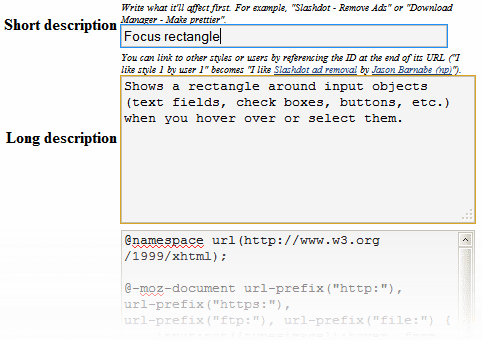 Write what it'll affect first. For example, "Slashdot - Remove Ads" or "Download
Manager - Make prettier".
Short description
Focus rectangle
You can link to other styles or users by referencing the ID at the end of its URL ("I
like style 1 by user 1" becomes "I like Slashdot ad removal by Jason Barnabe (np)").
Long description
Shows a rectangle around input objects
(text fields, check boxes, buttons, etc.)
when you hover over or select them.
@namespace url(http://www.w3.org
/1999/xhtml);
@-moz-document url-prefix("http:"),
url-prefix("https:"),
url-prefix("ftp:"), url-prefix("file:") {